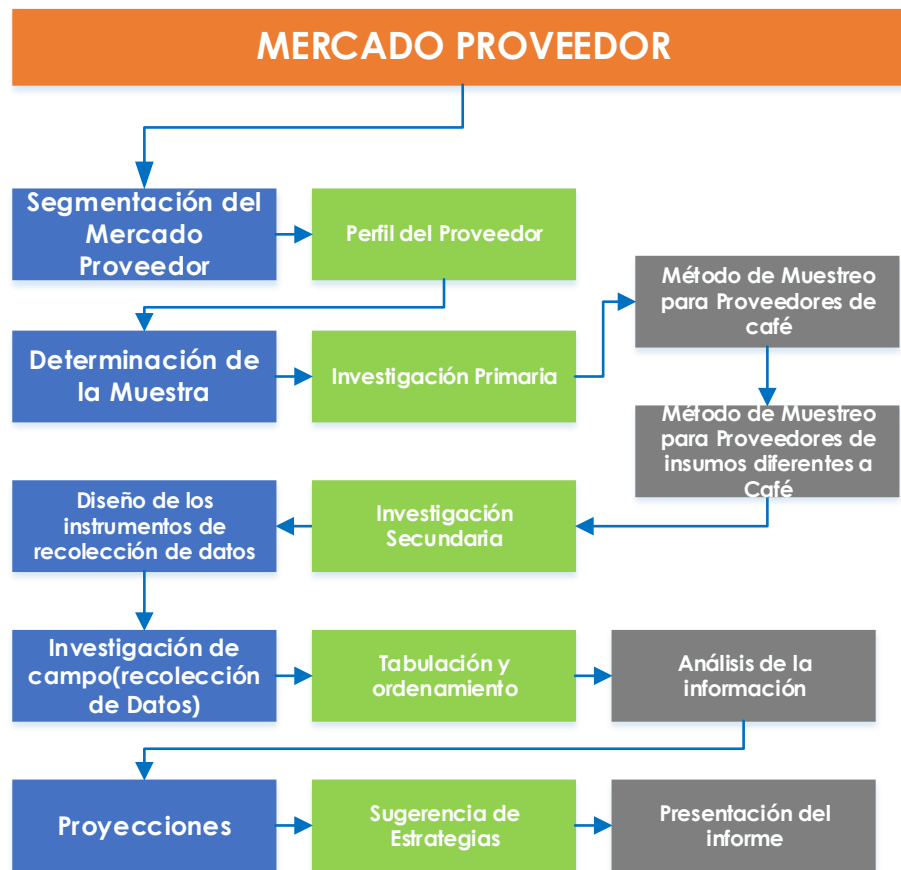 MERCADO PROVEEDOR
Segmentación del
Mercado
Proveedor
Perfil del Proveedor
Determinación de
la Muestra
Investigación Primaria
Método de Muestreo
para Proveedores de
café
Método de Muestreo
para Proveedores de
insumos diferentes a
Café
Investigación
Secundaria
Diseño de los
instrumentos de
recolección de datos
Investigación de
campo(recolección
de Datos)
Tabulación y
ordenamiento
Análisis de la
información
Proyecciones
Sugerencia de
Estrategias
Presentación del
informe